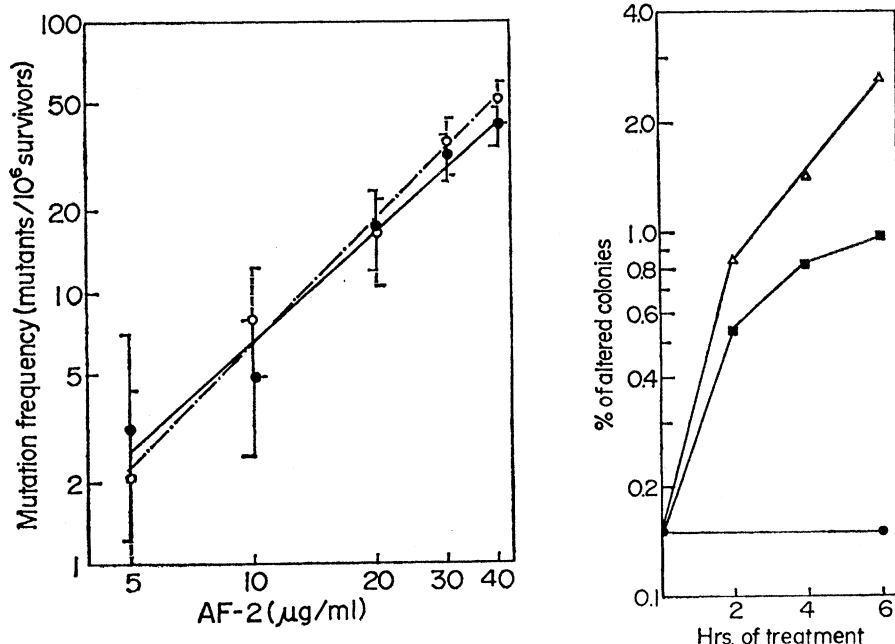 Mutation frequency (mutants/10⁶ survivors)
100
50
20
10
5
2
1
5 10 20 30 40
AF-2 (μg/ml)
% of altered colonies
4.0
2.0
1.0
0.8
0.6
0.4
0.2
0.1
2 4 6
Hrs. of treatment